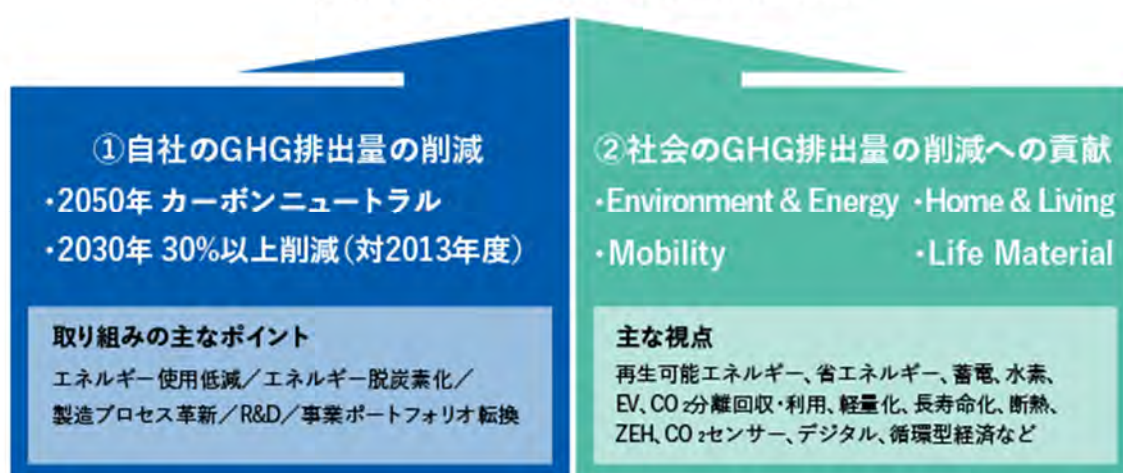 ①自社のGHG排出量の削減
・2050年 カーボンニュートラル
・2030年 30%以上削減（対2013年度）
取り組みの主なポイント
エネルギー使用低減／エネルギー脱炭素化／
製造プロセス革新／R&D／事業ポートフォリオ転換
②社会のGHG排出量の削減への貢献
・Environment & Energy ・Home & Living
・Mobility ・Life Material
主な視点
再生可能エネルギー、省エネルギー、蓄電、水素、
EV、CO₂分離回収・利用、軽量化、長寿命化、断熱、
ZEH、CO₂センサー、デジタル、循環型経済など